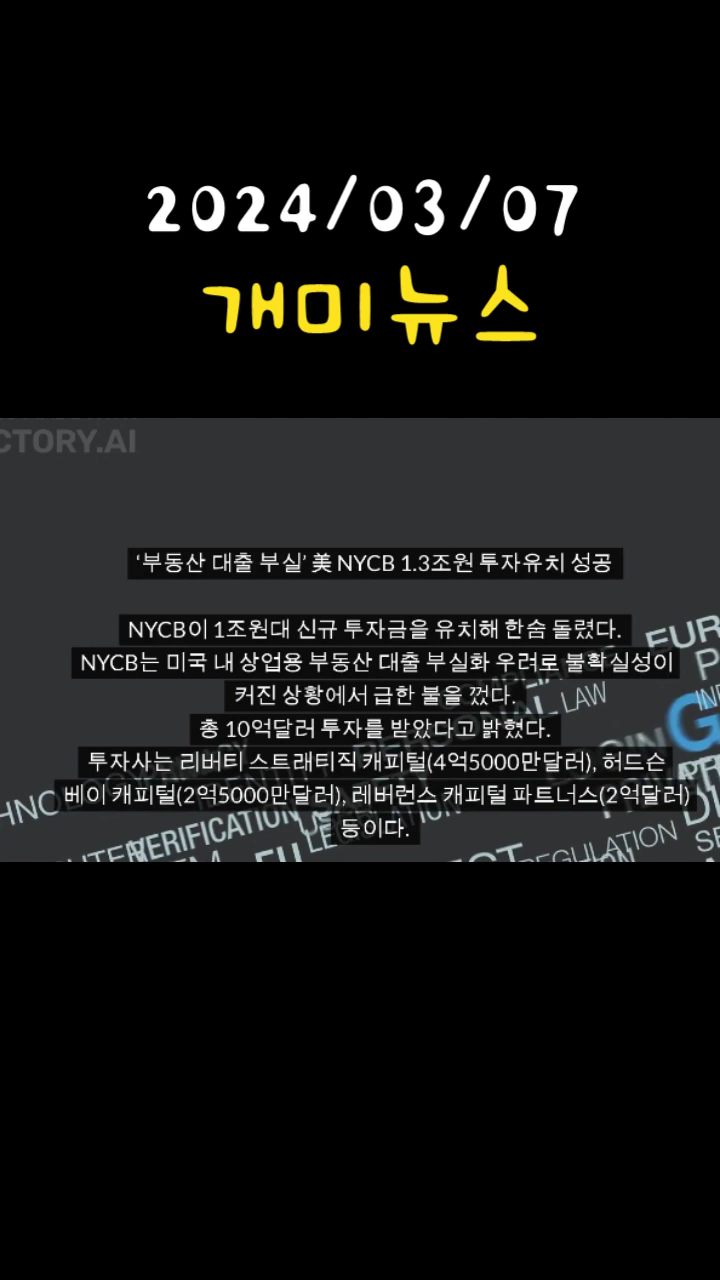 2024/03/07
개미뉴스
CTORY.AI
‘부동산 대출 부실’ 美 NYCB 1.3조원 투자유치 성공
NYCB이 1조원대 신규 투자금을 유치해 한숨 돌렸다.
NYCB는 미국 내 상업용 부동산 대출 부실화 우려로 불확실성이
커진 상황에서 급한 불을 껐다.
총 10억달러 투자를 받았다고 밝혔다.
투자사는 리버티 스트래티직 캐피털(4억5000만달러), 허드슨
베이 캐피털(2억5000만달러), 레버런스 캐피털 파트너스(2억달러)
등이다.
EUR
LAW
G
VERIFICATION
LEGISLATION
REGULATION
EU